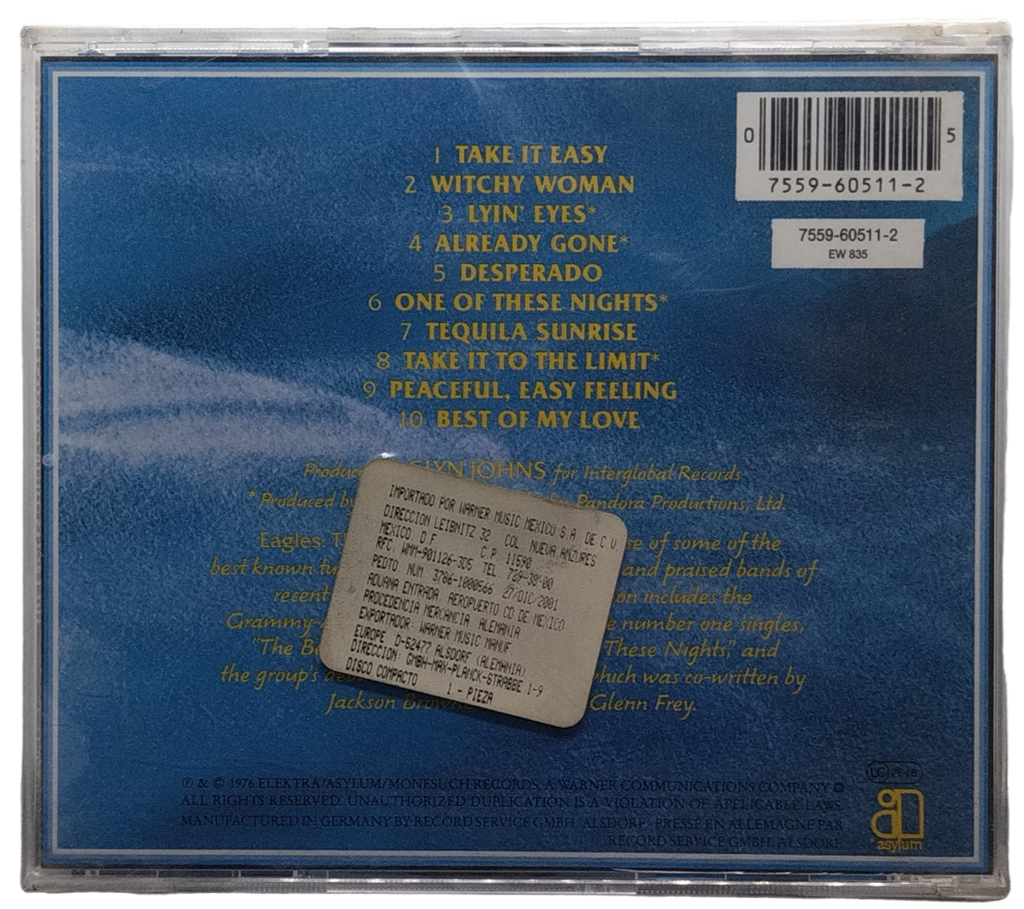 1 TAKE IT EASY
2 WITCHY WOMAN
3 LYIN' EYES*
4 ALREADY GONE*
5 DESPERADO
6 ONE OF THESE NIGHTS*
7 TEQUILA SUNRISE
8 TAKE IT TO THE LIMIT*
9 PEACEFUL, EASY FEELING
10 BEST OF MY LOVE
0 5
7559-60511-2
7559-60511-2
EW 835
JOHNS for Interglobal Records
*Produced by Pandora Productions, Ltd.
Eagles: of some of the
best known and praised bands of
recent includes the
number one singles,
"The These Nights," and
the group's which was co-written by
Jackson Glenn Frey.
IMPORTADO POR WARNER MUSIC MEXICO S.A. DE C V
DIRECCION LEIBNITZ 32 COL NUEVA ANZURES
MEXICO D.F C.P 11590
RFC. WMM-901126-3D5 TEL 729-38-00
PEDTO NUM 3786-1000566 27/DIC/2001
ADUANA ENTRADA. AEROPUERTO CD DE MEXICO
PROCEDENCIA MERCANCIA ALEMANIA
EXPORTADOR: WARNER MUSIC MANUF
EUROPE. D-52477 ALSDORF (ALEMANIA)
DIRECCION: GMBH-MAX-PLANCK-STRABBE 1-9
DISCO COMPACTO 1 - PIEZA
℗ & © 1976 ELEKTRA/ASYLUM/NONESUCH RECORDS, A WARNER COMMUNICATIONS COMPANY
ALL RIGHTS RESERVED. UNAUTHORIZED DUPLICATION IS A VIOLATION OF APPLICABLE LAWS.
MANUFACTURED IN GERMANY BY RECORD SERVICE GMBH, ALSDORF · PRESSÉ EN ALLEMAGNE PAR
RECORD SERVICE GMBH, ALSDORF.
asylum